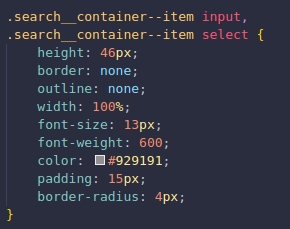 .search__container--item input,
.search__container--item select {
    height: 46px;
    border: none;
    outline: none;
    width: 100%;
    font-size: 13px;
    font-weight: 600;
    color: #929191;
    padding: 15px;
    border-radius: 4px;
}